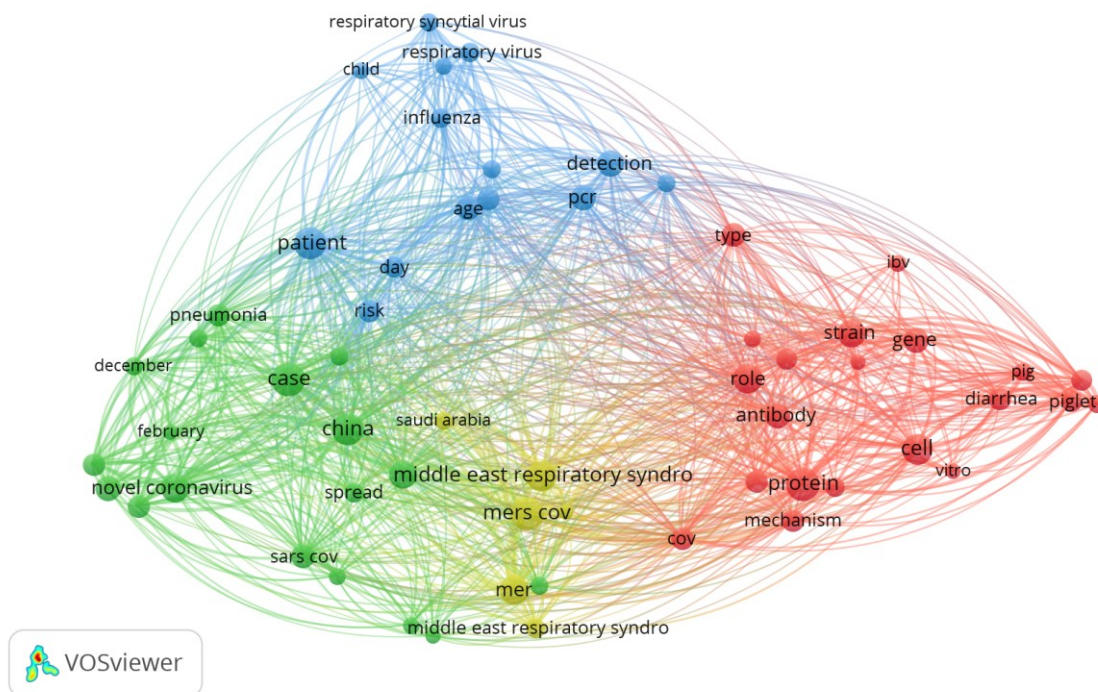 respiratory syncytial virus
respiratory virus
child
influenza
detection
pcr
age
type
patient
day
ibv
risk
pneumonia
strain
gene
december
case
role
pig
diarrhea
piglet
saudi arabia
antibody
china
february
cell
middle east respiratory syndro
vitro
novel coronavirus
spread
protein
mers cov
mechanism
cov
sars cov
mer
middle east respiratory syndro
VOSviewer